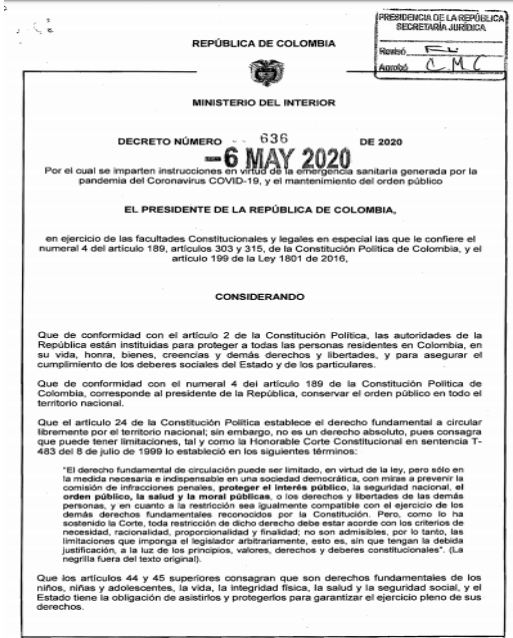 PRESIDENCIA DE LA REPÚBLICA
SECRETARÍA JURÍDICA
Revisó
Aprobó C M C
REPÚBLICA DE COLOMBIA
MINISTERIO DEL INTERIOR
DECRETO NÚMERO 636 DE 2020
6 MAY 2020
Por el cual se imparten instrucciones en virtud de la emergencia sanitaria generada por la
pandemia del Coronavirus COVID-19, y el mantenimiento del orden público
EL PRESIDENTE DE LA REPÚBLICA DE COLOMBIA,
en ejercicio de las facultades Constitucionales y legales en especial las que le confiere el
numeral 4 del artículo 189, artículos 303 y 315, de la Constitución Política de Colombia, y el
artículo 199 de la Ley 1801 de 2016,
CONSIDERANDO
Que de conformidad con el artículo 2 de la Constitución Política, las autoridades de la
República están instituidas para proteger a todas las personas residentes en Colombia, en
su vida, honra, bienes, creencias y demás derechos y libertades, y para asegurar el
cumplimiento de los deberes sociales del Estado y de los particulares.
Que de conformidad con el numeral 4 del artículo 189 de la Constitución Política de
Colombia, corresponde al presidente de la República, conservar el orden público en todo el
territorio nacional.
Que el artículo 24 de la Constitución Política establece el derecho fundamental a circular
libremente por el territorio nacional; sin embargo, no es un derecho absoluto, pues consagra
que puede tener limitaciones, tal y como la Honorable Corte Constitucional en sentencia T-
483 del 8 de julio de 1999 lo estableció en los siguientes términos:
"El derecho fundamental de circulación puede ser limitado, en virtud de la ley, pero sólo en
la medida necesaria e indispensable en una sociedad democrática, con miras a prevenir la
comisión de infracciones penales, proteger el interés público, la seguridad nacional, el
orden público, la salud y la moral públicas, o los derechos y libertades de las demás
personas, y en cuanto a la restricción sea igualmente compatible con el ejercicio de los
demás derechos fundamentales reconocidos por la Constitución. Pero, como lo ha
sostenido la Corte, toda restricción de dicho derecho debe estar acorde con los criterios de
necesidad, racionalidad, proporcionalidad y finalidad; no son admisibles, por lo tanto, las
limitaciones que imponga el legislador arbitrariamente, esto es, sin que tengan la debida
justificación, a la luz de los principios, valores, derechos y deberes constitucionales". (La
negrilla fuera del texto original).
Que los artículos 44 y 45 superiores consagran que son derechos fundamentales de los
niños, niñas y adolescentes, la vida, la integridad física, la salud y la seguridad social, y el
Estado tiene la obligación de asistirlos y protegerlos para garantizar el ejercicio pleno de sus
derechos.